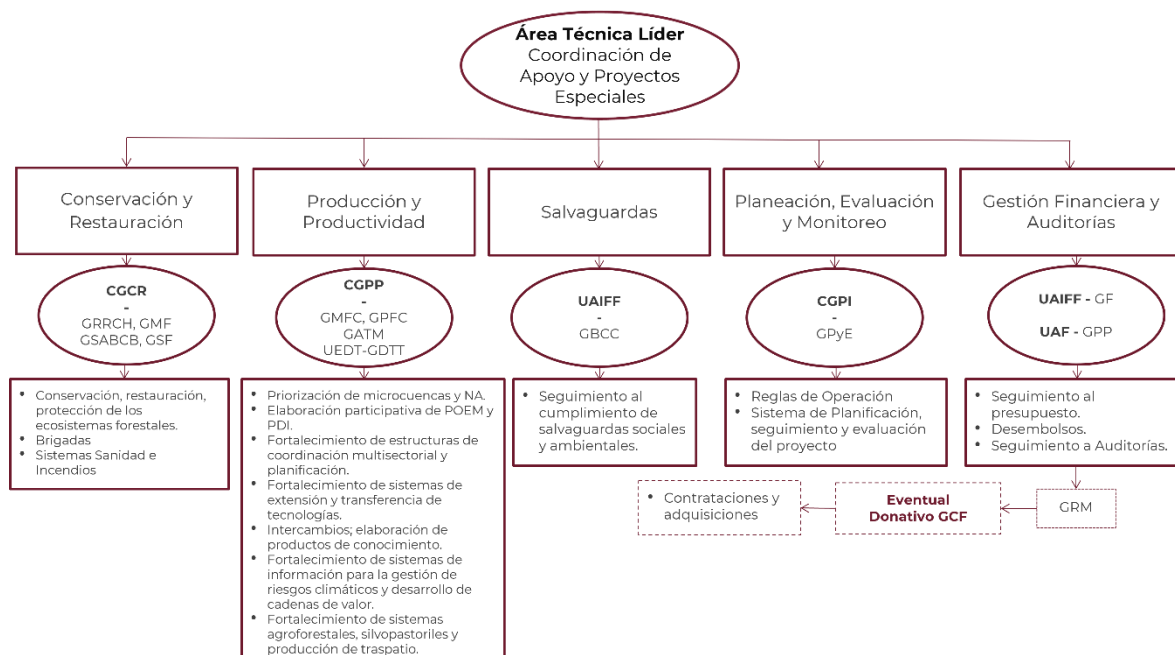 Área Técnica Líder
Coordinación de
Apoyo y Proyectos
Especiales
Conservación y
Restauración
Producción y
Productividad
Salvaguardas
Planeación, Evaluación
y Monitoreo
Gestión Financiera y
Auditorías
CGCR
-
GRRCH, GMF
GSABCB, GSF
CGPP
-
GMFC, GPFC
GATM
UEDT-GDTT
UAIFF
-
GBCC
CGPI
-
GPyE
UAIFF - GF
UAF - GPP
• Conservación, restauración,
protección de los
ecosistemas forestales.
• Brigadas
• Sistemas Sanidad e
Incendios
• Priorización de microcuencas y NA.
• Elaboración participativa de POEM y
PDI.
• Fortalecimiento de estructuras de
coordinación multisectorial y
planificación.
• Fortalecimiento de sistemas de
extensión y transferencia de
tecnologías.
• Intercambios; elaboración de
productos de conocimiento.
• Fortalecimiento de sistemas de
información para la gestión de
riesgos climáticos y desarrollo de
cadenas de valor.
• Fortalecimiento de sistemas
agroforestales, silvopastoriles y
producción de traspatio.
• Seguimiento al
cumplimiento de
salvaguardas sociales
y ambientales.
• Reglas de Operación
• Sistema de Planificación,
seguimiento y evaluación
del proyecto
• Seguimiento al
presupuesto.
• Desembolsos.
• Seguimiento a Auditorías.
• Contrataciones y
adquisiciones
Eventual
Donativo GCF
GRM